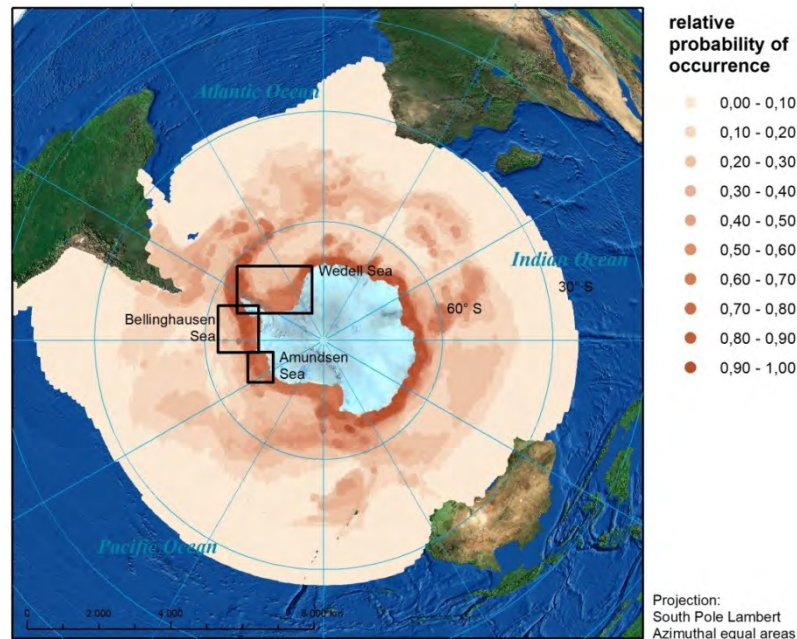 relative
probability of
occurrence
0,00 - 0,10
0,10 - 0,20
0,20 - 0,30
0,30 - 0,40
0,40 - 0,50
0,50 - 0,60
0,60 - 0,70
0,70 - 0,80
0,80 - 0,90
0,90 - 1,00
Atlantic Ocean
Indian Ocean
Wedell Sea
30° S
60° S
Bellinghausen
Sea
Amundsen
Sea
Pacific Ocean
0 2 000 4 000 8 000 km
Projection:
South Pole Lambert
Azimuthal equal areas